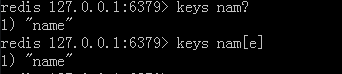 redis 127.0.0.1:6379> keys nam?
1) "name"
redis 127.0.0.1:6379> keys nam[e]
1) "name"